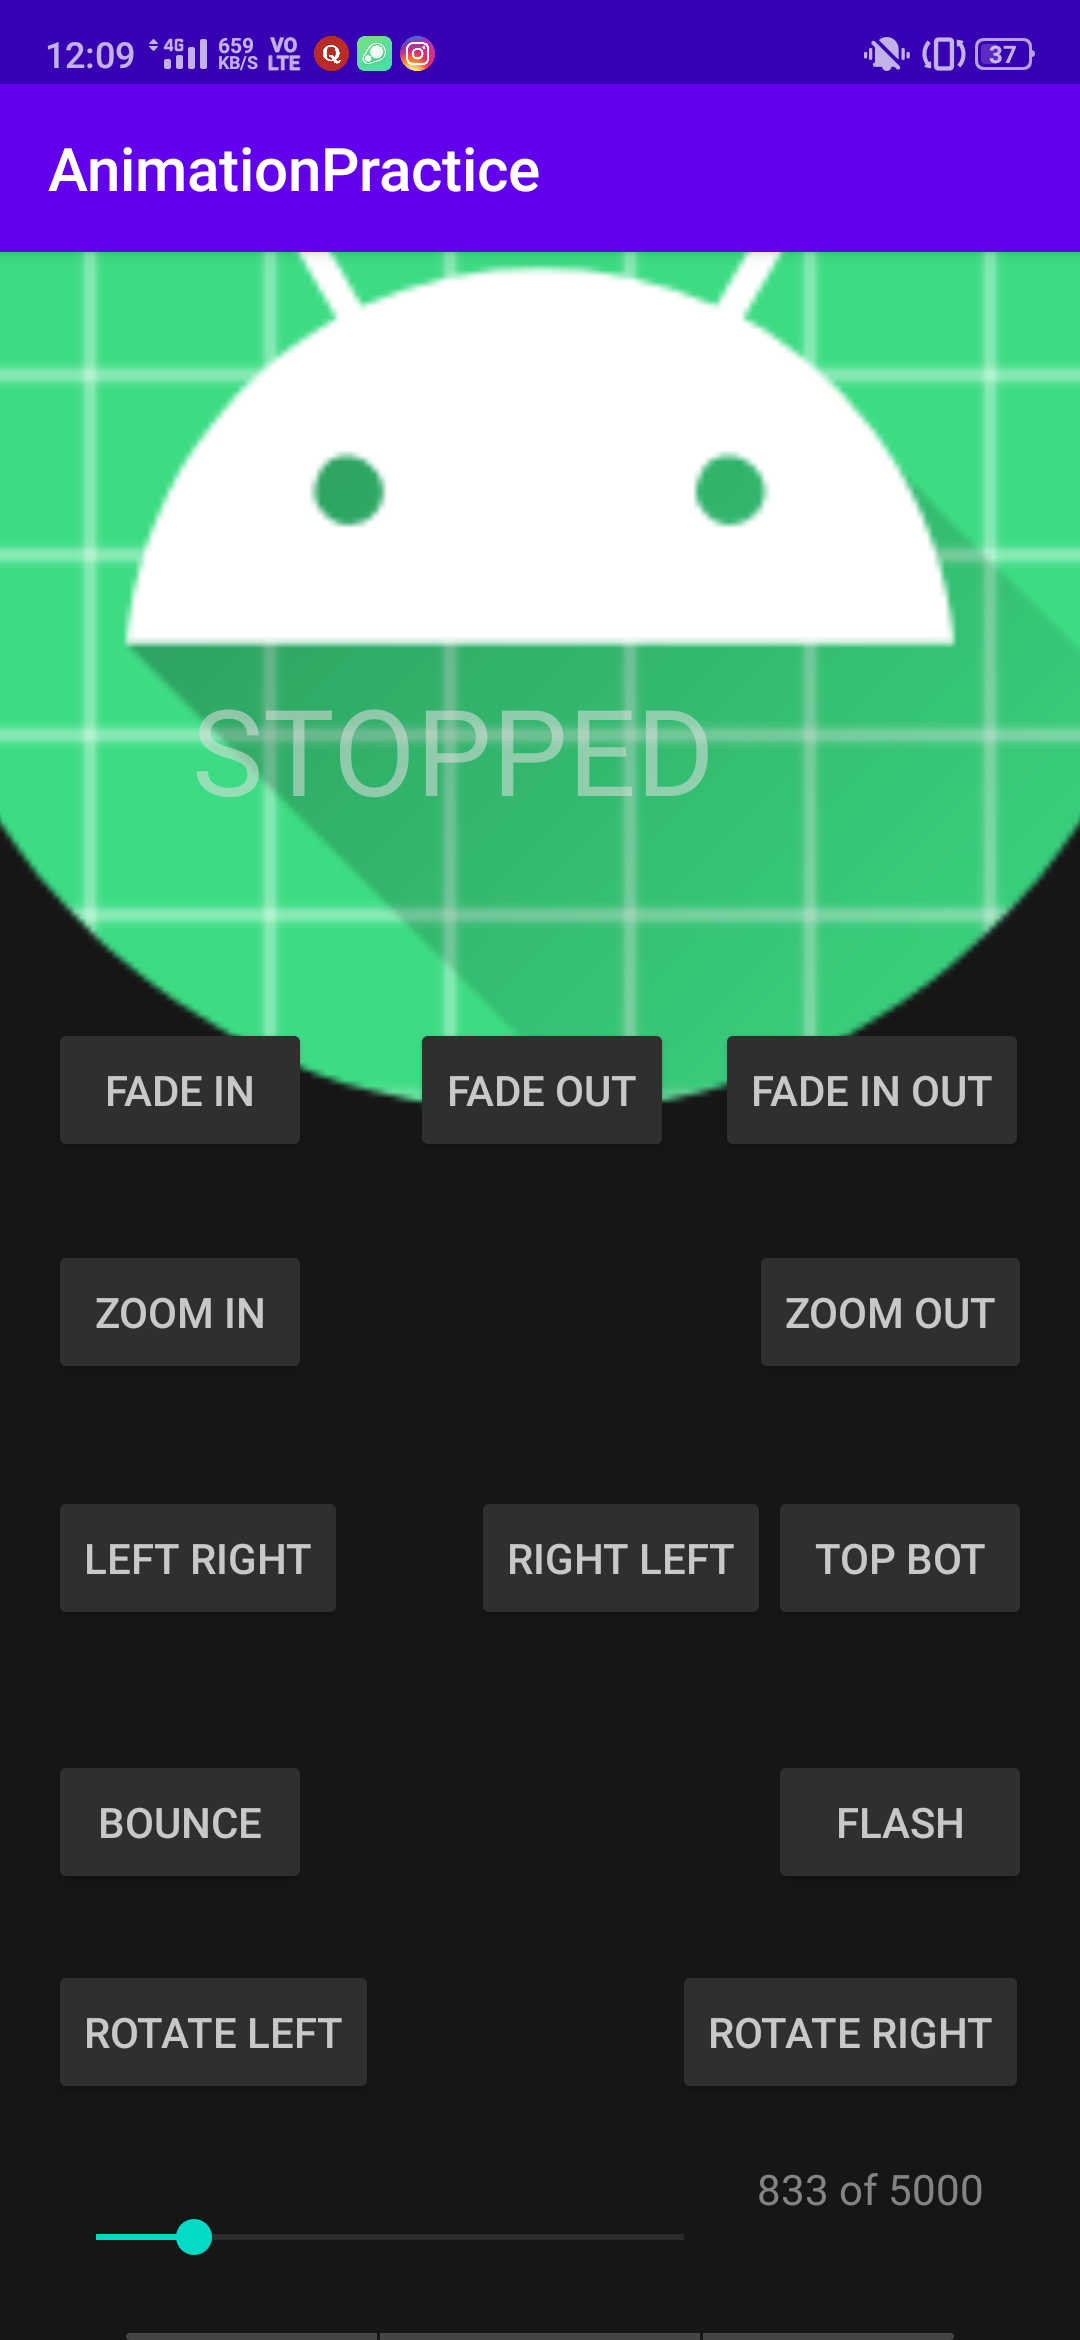 12:09 4G 659 KB/S VO LTE 37
AnimationPractice
STOPPED
FADE IN FADE OUT FADE IN OUT
ZOOM IN ZOOM OUT
LEFT RIGHT RIGHT LEFT TOP BOT
BOUNCE FLASH
ROTATE LEFT ROTATE RIGHT
833 of 5000